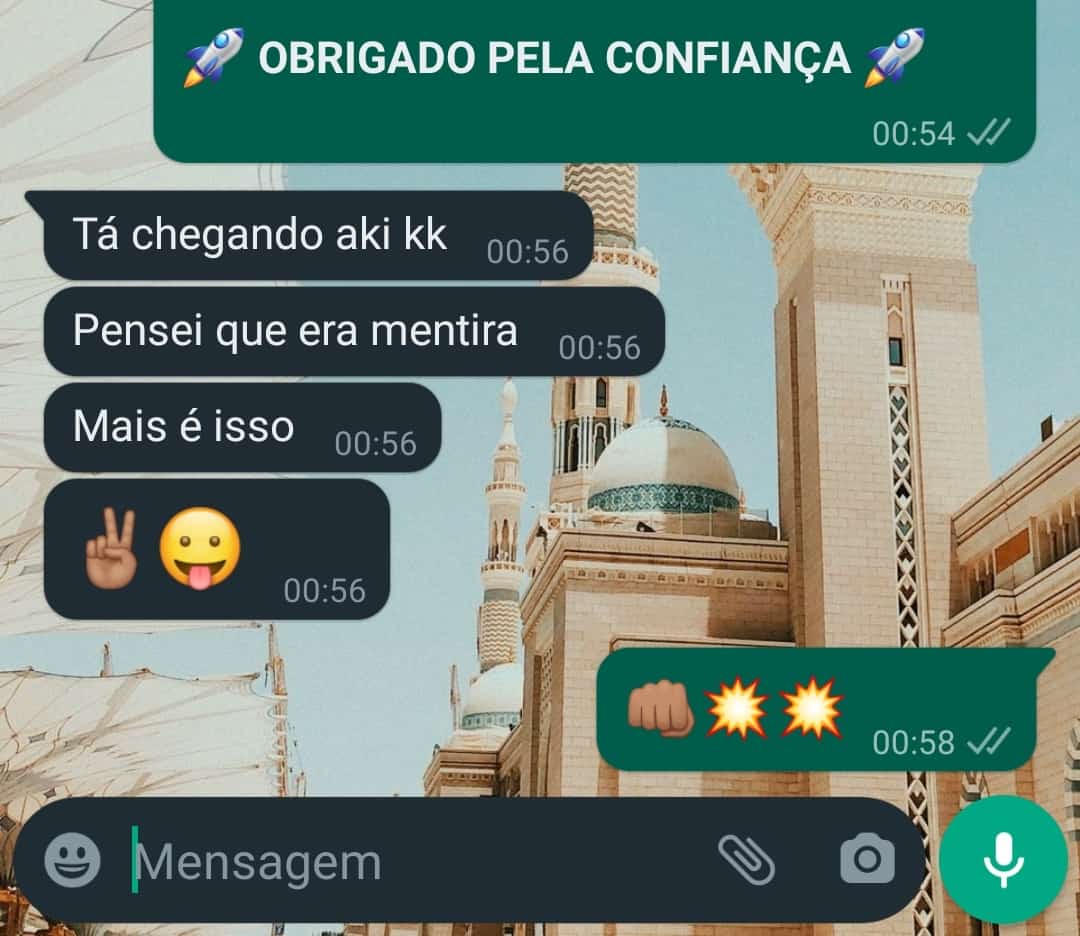 🚀 OBRIGADO PELA CONFIANÇA 🚀
00:54
Tá chegando aki kk 00:56
Pensei que era mentira 00:56
Mais é isso 00:56
✌🏾😛 00:56
👊🏽💥💥 00:58
Mensagem